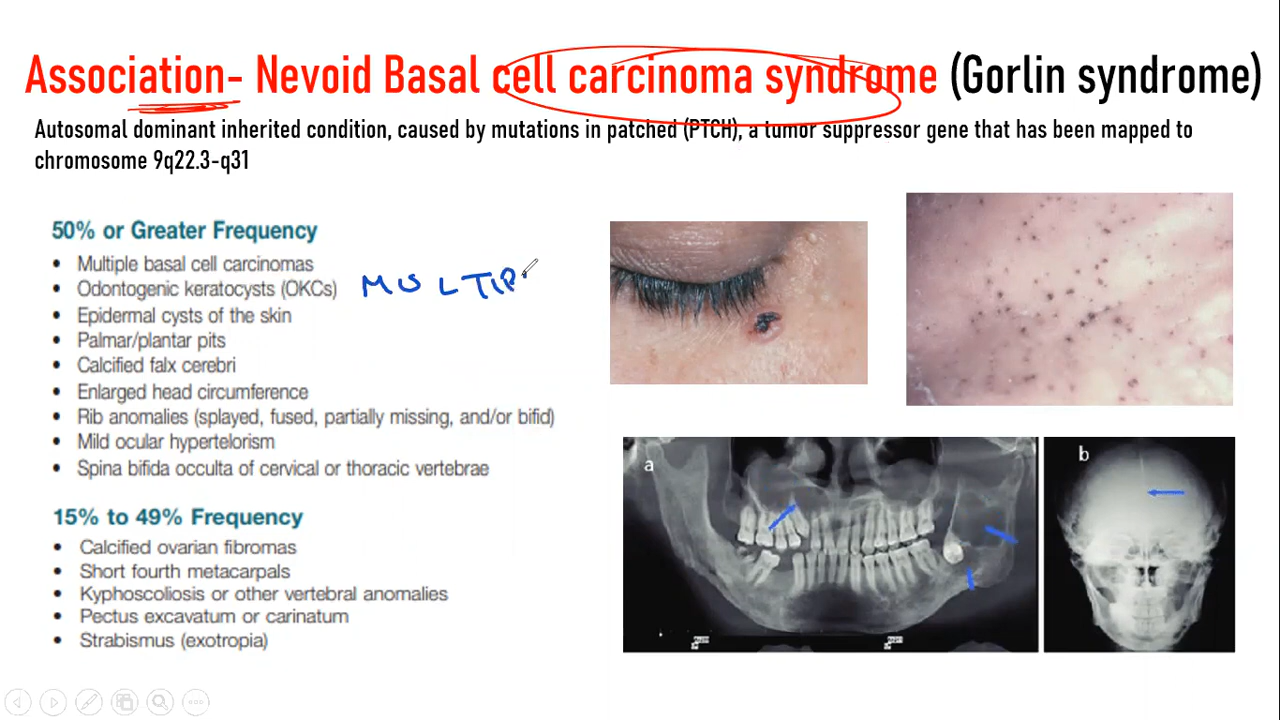 Association- Nevoid Basal cell carcinoma syndrome (Gorlin syndrome)
Autosomal dominant inherited condition, caused by mutations in patched (PTCH), a tumor suppressor gene that has been mapped to
chromosome 9q22.3-q31
50% or Greater Frequency
• Multiple basal cell carcinomas
• Odontogenic keratocysts (OKCs) MULTIP
• Epidermal cysts of the skin
• Palmar/plantar pits
• Calcified falx cerebri
• Enlarged head circumference
• Rib anomalies (splayed, fused, partially missing, and/or bifid)
• Mild ocular hypertelorism
• Spina bifida occulta of cervical or thoracic vertebrae
15% to 49% Frequency
• Calcified ovarian fibromas
• Short fourth metacarpals
• Kyphoscoliosis or other vertebral anomalies
• Pectus excavatum or carinatum
• Strabismus (exotropia)
a
b